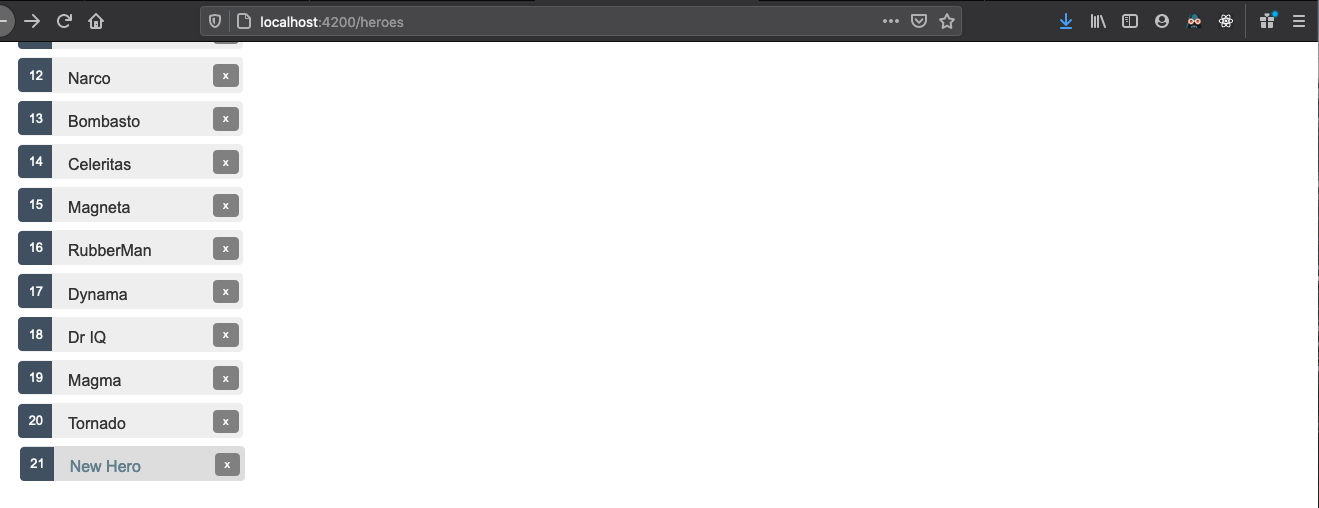 localhost:4200/heroes
12 Narco x
13 Bombasto x
14 Celeritas x
15 Magneta x
16 RubberMan x
17 Dynama x
18 Dr IQ x
19 Magma x
20 Tornado x
21 New Hero x